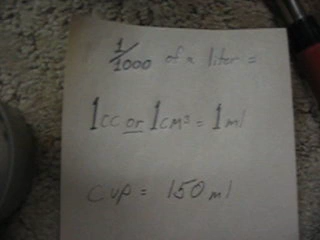 1/1000 of a liter =
1cc or 1cm³ = 1ml
cup = 150ml